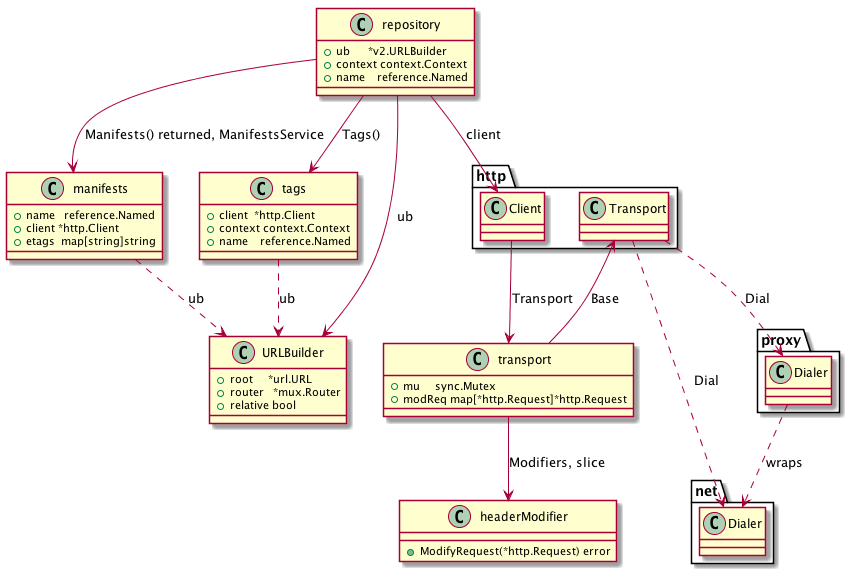 C repository
ub *v2.URLBuilder
context context.Context
name reference.Named
Manifests() returned, ManifestsService
Tags()
client
http
C manifests
name reference.Named
client *http.Client
etags map[string]string
C tags
client *http.Client
context context.Context
name reference.Named
ub
C Client
C Transport
ub
ub
Transport
Base
Dial
proxy
C URLBuilder
root *url.URL
router *mux.Router
relative bool
C transport
mu sync.Mutex
modReq map[*http.Request]*http.Request
Dial
C Dialer
Modifiers, slice
wraps
net
C headerModifier
ModifyRequest(*http.Request) error
C Dialer